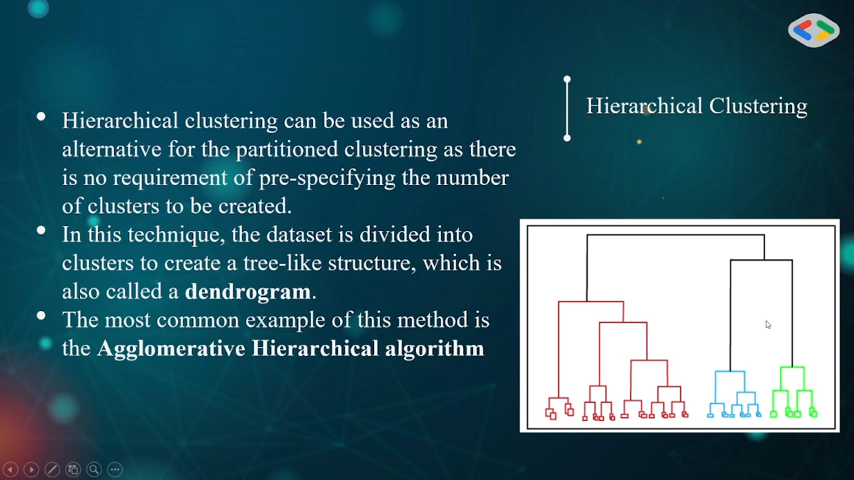 Hierarchical Clustering
• Hierarchical clustering can be used as an
alternative for the partitioned clustering as there
is no requirement of pre-specifying the number
of clusters to be created.
• In this technique, the dataset is divided into
clusters to create a tree-like structure, which is
also called a dendrogram.
• The most common example of this method is
the Agglomerative Hierarchical algorithm